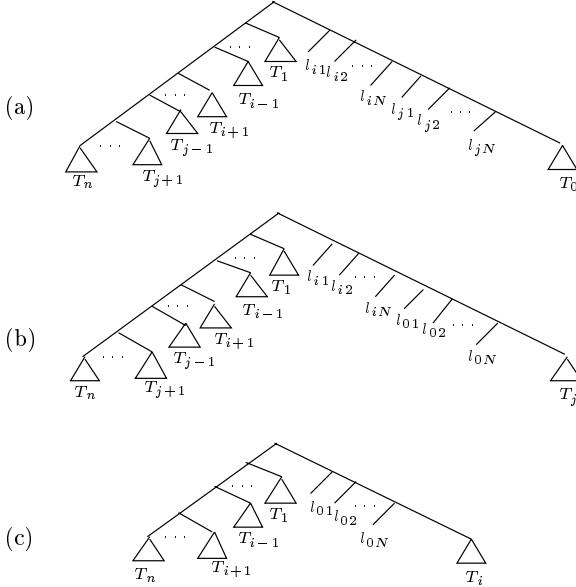 (a)
. . .
T_1
l_{i1} l_{i2} . . .
T_{i-1}
l_{iN}
. . .
T_{i+1}
l_{j1} l_{j2} . . .
T_{j-1}
l_{jN}
. . .
T_n T_{j+1} T_0
(b)
. . .
T_1
l_{i1} l_{i2} . . .
T_{i-1}
l_{iN} l_{01} l_{02} . . .
. . .
T_{i+1}
T_{j-1}
l_{0N}
. . .
T_n T_{j+1} T_j
(c)
. . .
T_1
l_{01} l_{02} . . .
T_{i-1}
l_{0N}
. . .
T_n T_{i+1} T_i